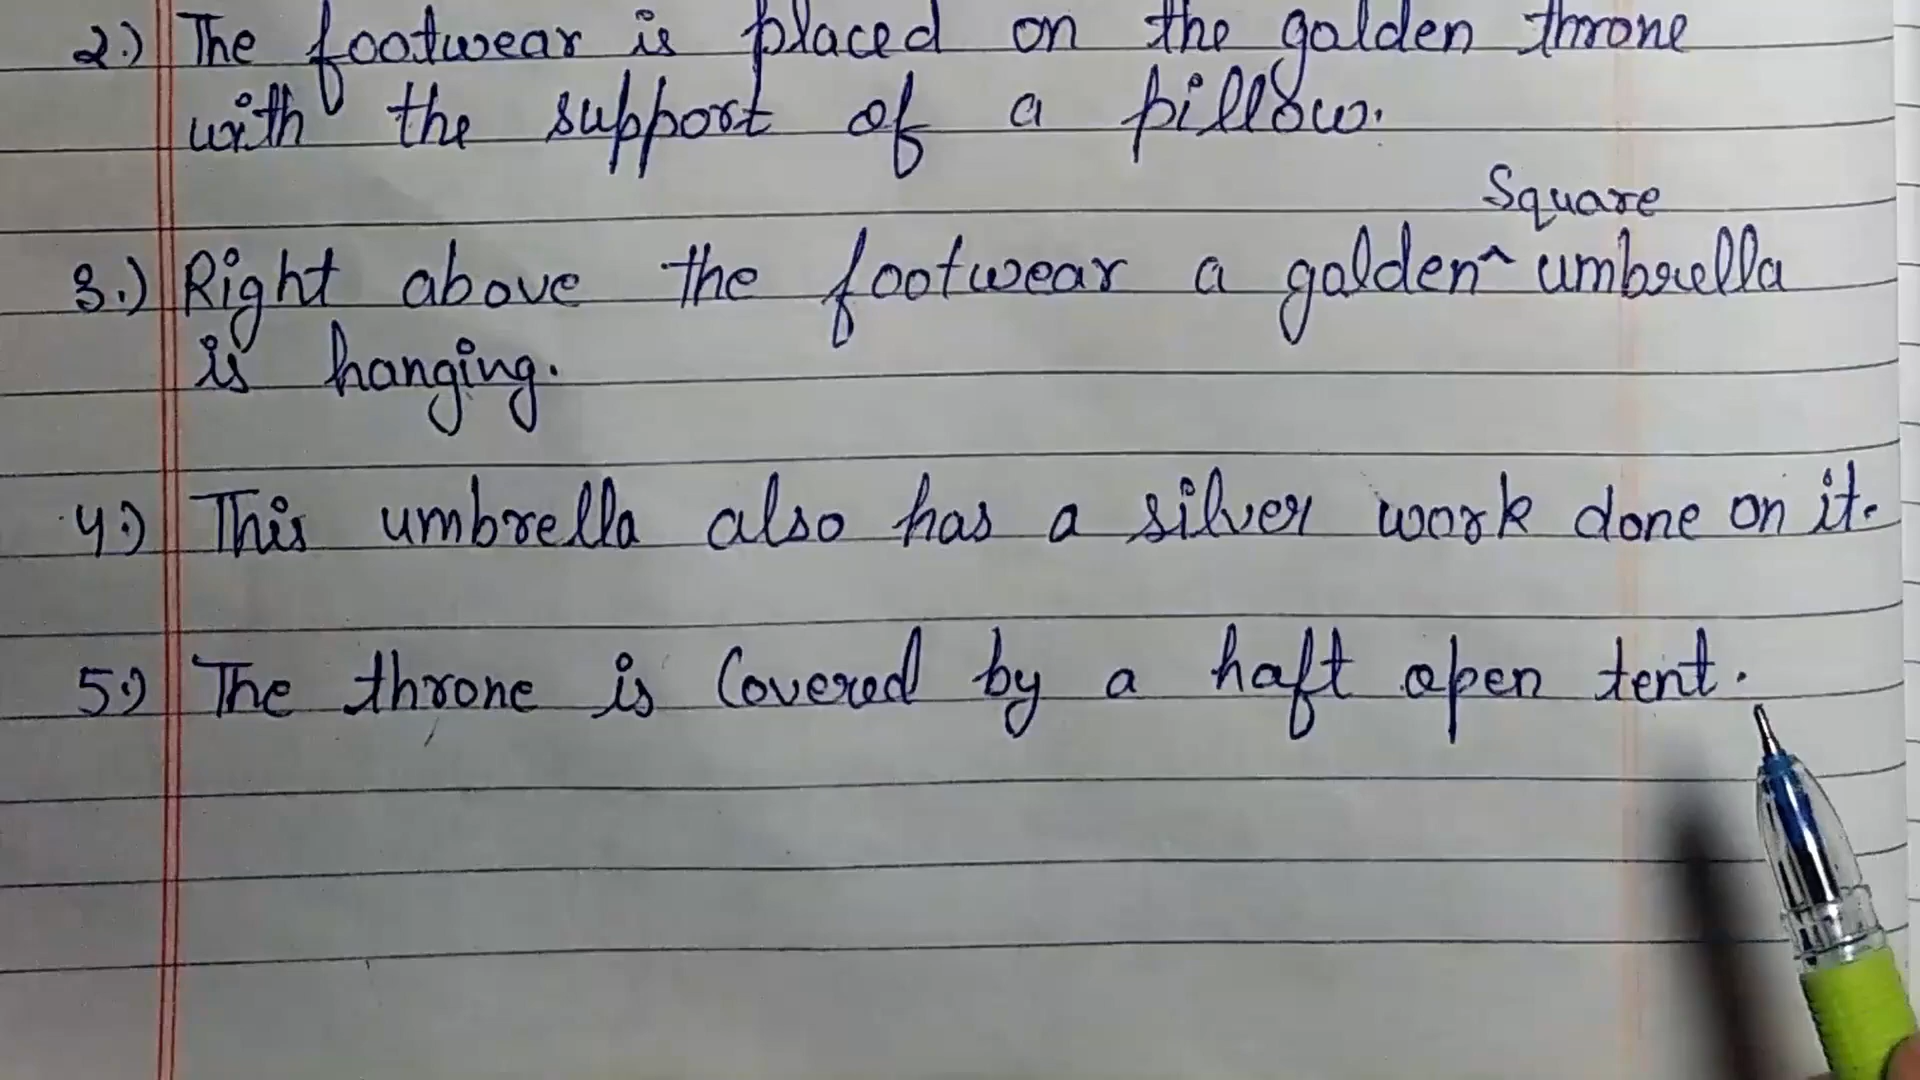 2.) The footwear is placed on the golden throne
with the support of a pillow.
Square
3.) Right above the footwear a golden^ umbrella
is hanging.
4.) This umbrella also has a silver work done on it.
5.) The throne is Covered by a haft open tent.